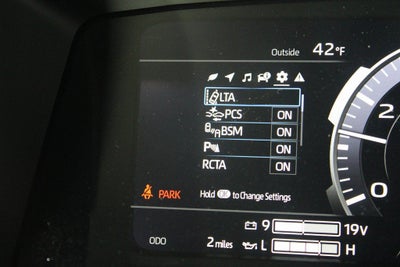 Outside 42°F
LTA
PCS ON
BSM ON
P ON
RCTA ON
PARK Hold OK to Change Settings
9 19V
ODO 2 miles L H
2
0